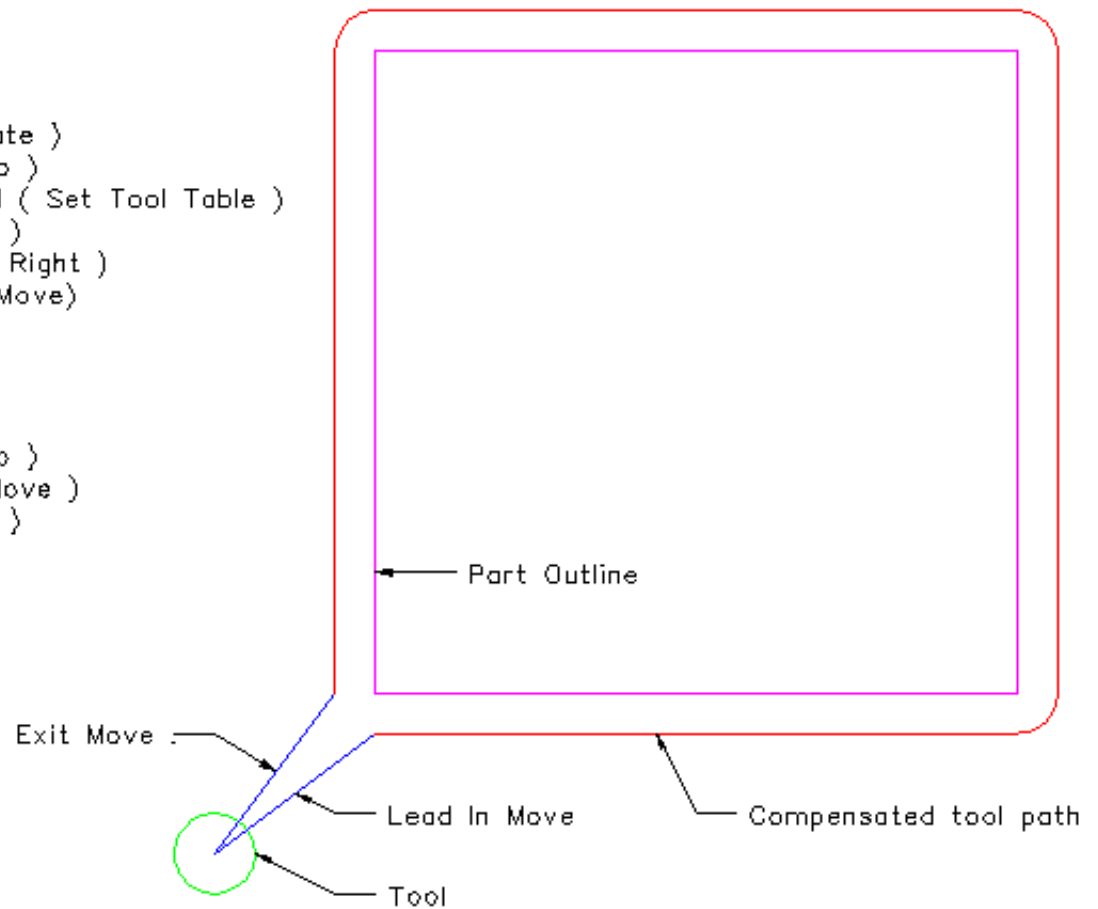 ate )
p )
( Set Tool Table )
)
Right )
Move)
p )
Move )
)
Part Outline
Exit Move
Lead In Move
Compensated tool path
Tool